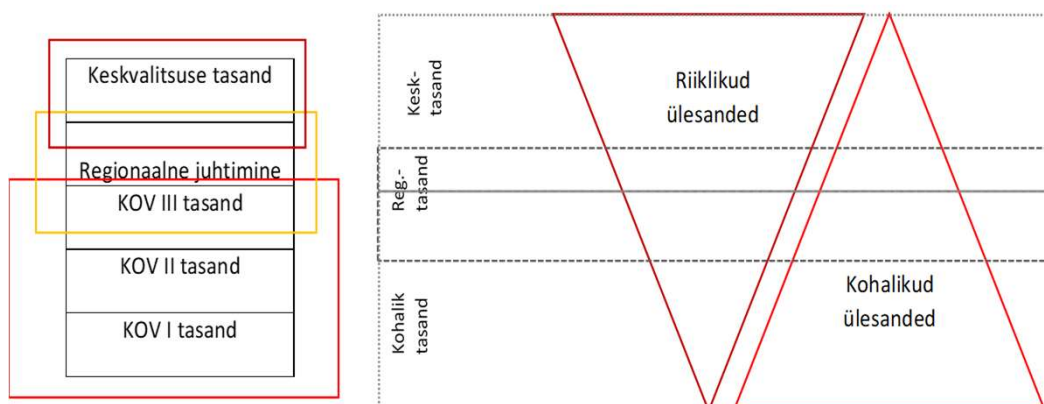 Keskvalitsuse tasand
Regionaalne juhtimine
KOV III tasand
KOV II tasand
KOV I tasand
Kesk-
tasand
Reg.-
tasand
Kohalik
tasand
Riiklikud
ülesanded
Kohalikud
ülesanded